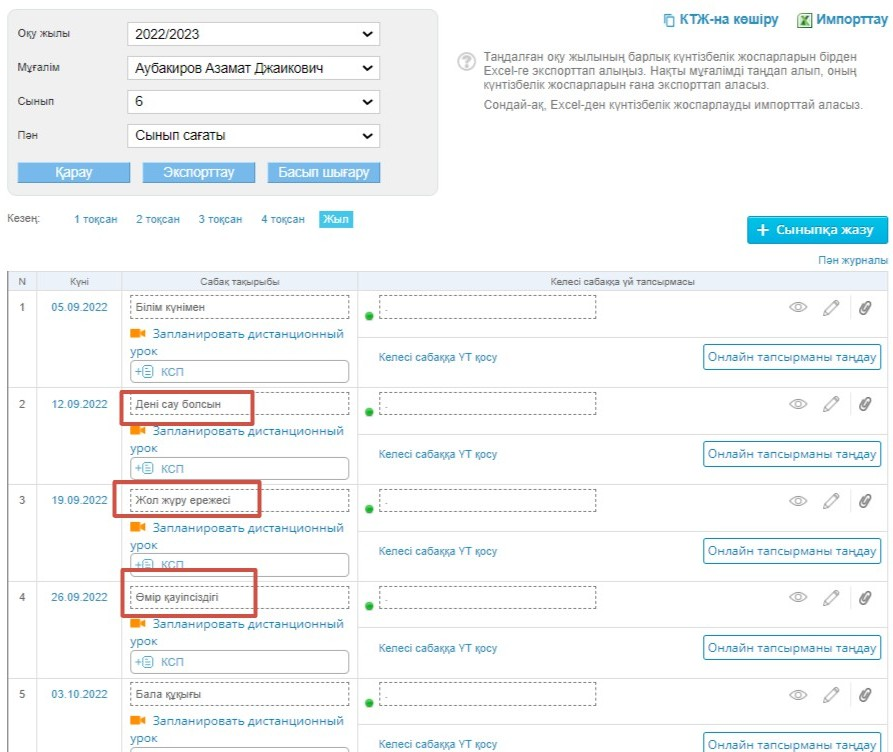 Оқу жылы 2022/2023
Мұғалім Аубакиров Азамат Джаикович
Сынып 6
Пән Сынып сағаты
Қарау Экспорттау Басып шығару
КТЖ-на көшіру Импорттау
Таңдалған оқу жылының барлық күнтізбелік жоспарларын бірден
Excel-ге экспорттап алыңыз. Нақты мұғалімді таңдап алып, оның
күнтізбелік жоспарларын ғана экспорттап аласыз.
Сондай-ақ, Excel-ден күнтізбелік жоспарлауды импорттай аласыз.
Кезең: 1 тоқсан 2 тоқсан 3 тоқсан 4 тоқсан Жыл
+ Сыныпқа жазу
Пән журналы
N Күні Сабақ тақырыбы Келесі сабаққа үй тапсырмасы
1 05.09.2022 Білім күнімен .
Запланировать дистанционный
урок
КСП
Келесі сабаққа ҮТ қосу Онлайн тапсырманы таңдау
2 12.09.2022 Дені сау болсын .
Запланировать дистанционный
урок
КСП
Келесі сабаққа ҮТ қосу Онлайн тапсырманы таңдау
3 19.09.2022 Жол жүру ережесі .
Запланировать дистанционный
урок
КСП
Келесі сабаққа ҮТ қосу Онлайн тапсырманы таңдау
4 26.09.2022 Өмір қауіпсіздігі .
Запланировать дистанционный
урок
КСП
Келесі сабаққа ҮТ қосу Онлайн тапсырманы таңдау
5 03.10.2022 Бала құқығы .
Запланировать дистанционный
урок
Келесі сабаққа ҮТ қосу Онлайн тапсырманы таңдау